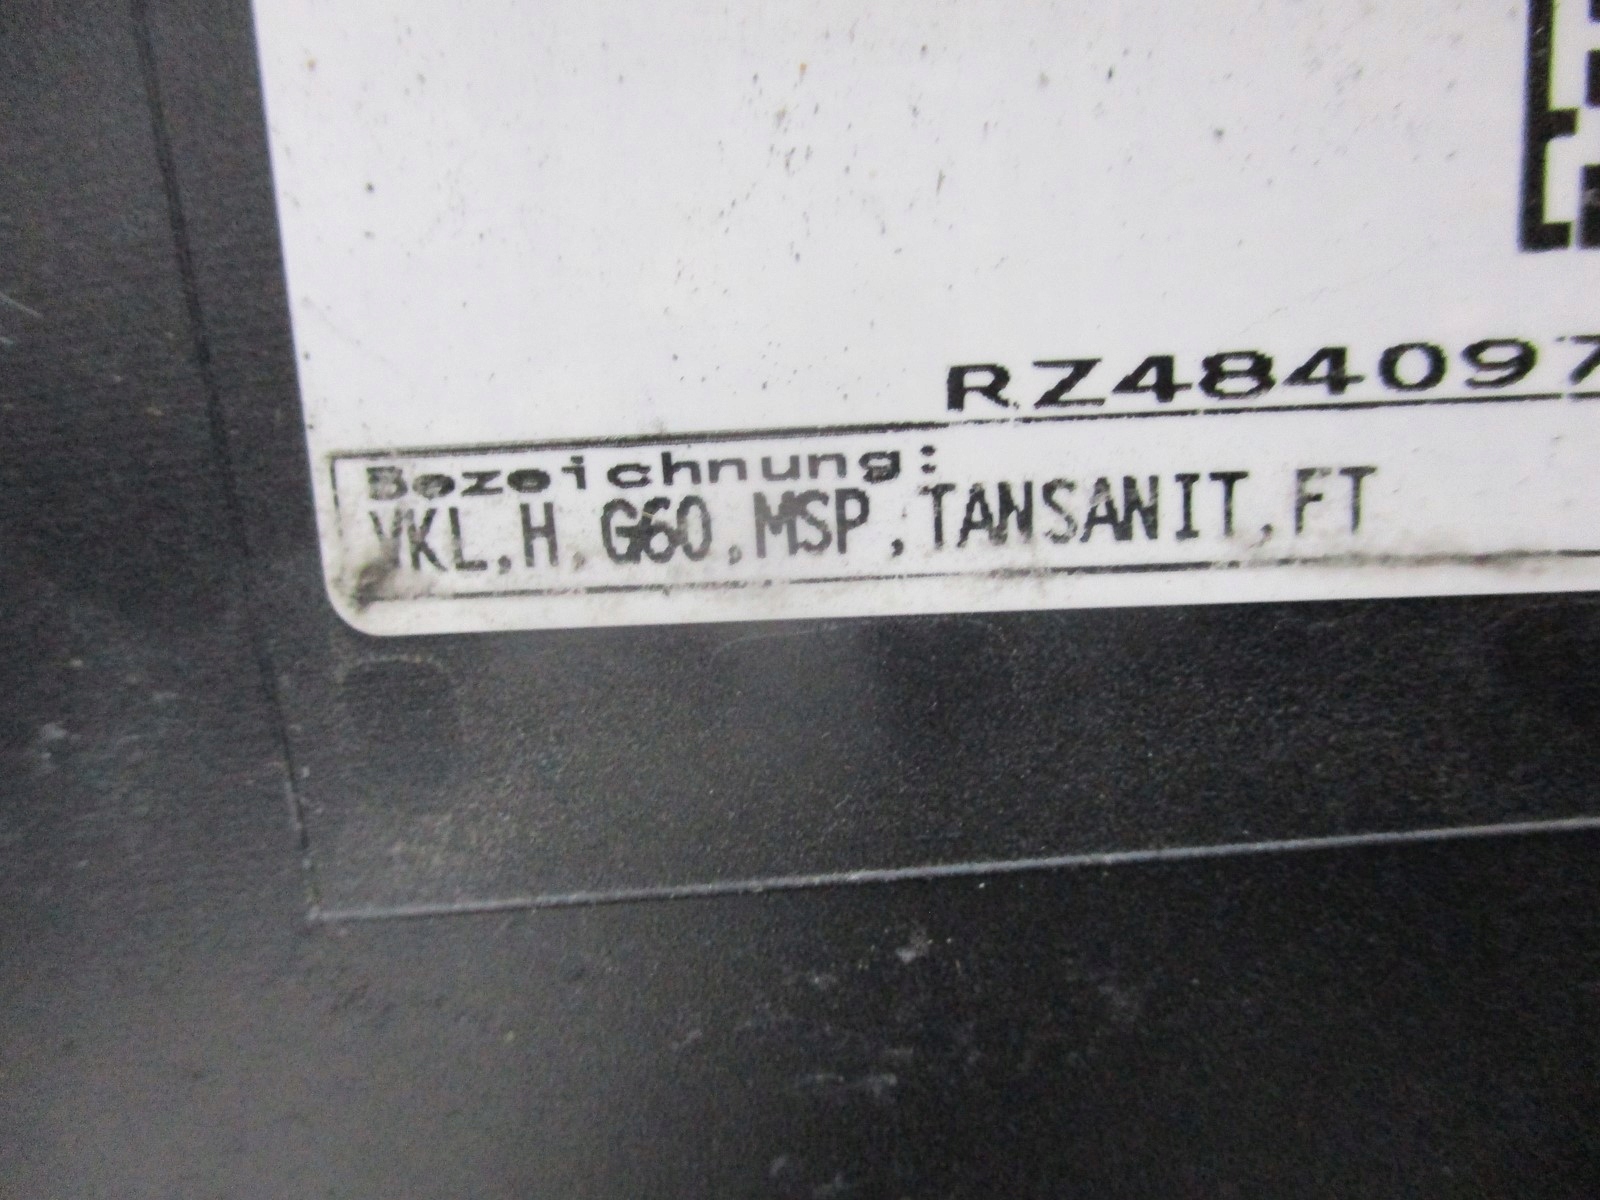 RZ484097
Bezeichnung:
VKL,H,G60,MSP,TANSANIT,FT